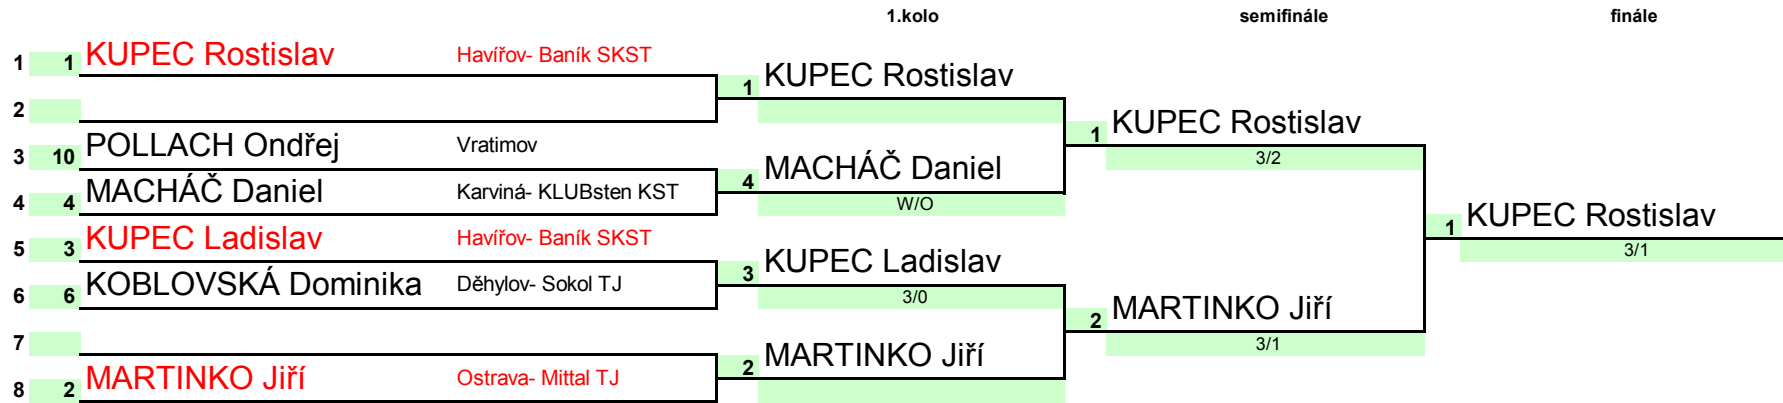 1.kolo semifinále finále
1 1 KUPEC Rostislav Havířov- Baník SKST
1 KUPEC Rostislav
2
1 KUPEC Rostislav
3 10 POLLACH Ondřej Vratimov
3/2
4 MACHÁČ Daniel
4 4 MACHÁČ Daniel Karviná- KLUBsten KST
W/O
1 KUPEC Rostislav
5 3 KUPEC Ladislav Havířov- Baník SKST
3/1
3 KUPEC Ladislav
6 6 KOBLOVSKÁ Dominika Děhylov- Sokol TJ
3/0
2 MARTINKO Jiří
7
3/1
2 MARTINKO Jiří
8 2 MARTINKO Jiří Ostrava- Mittal TJ